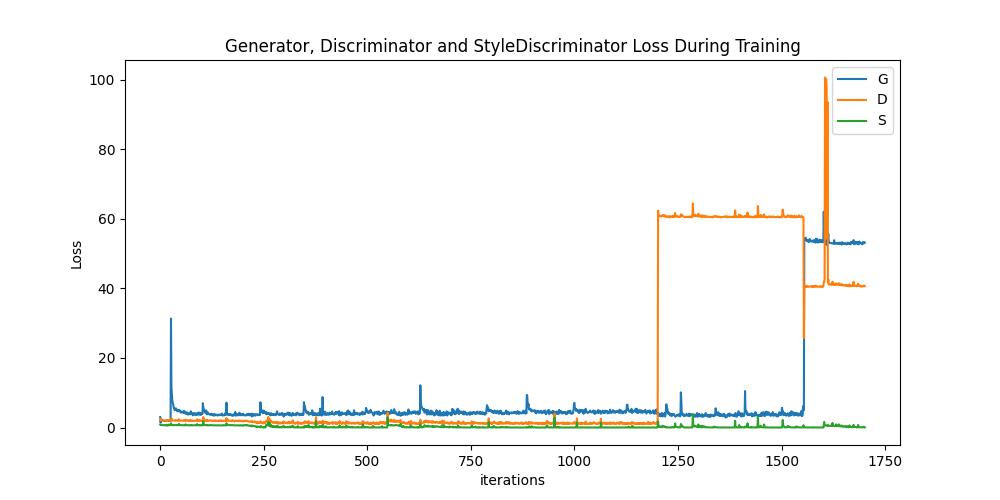 Generator, Discriminator and StyleDiscriminator Loss During Training
G
D
S
100
80
60
40
20
0
Loss
0 250 500 750 1000 1250 1500 1750
iterations